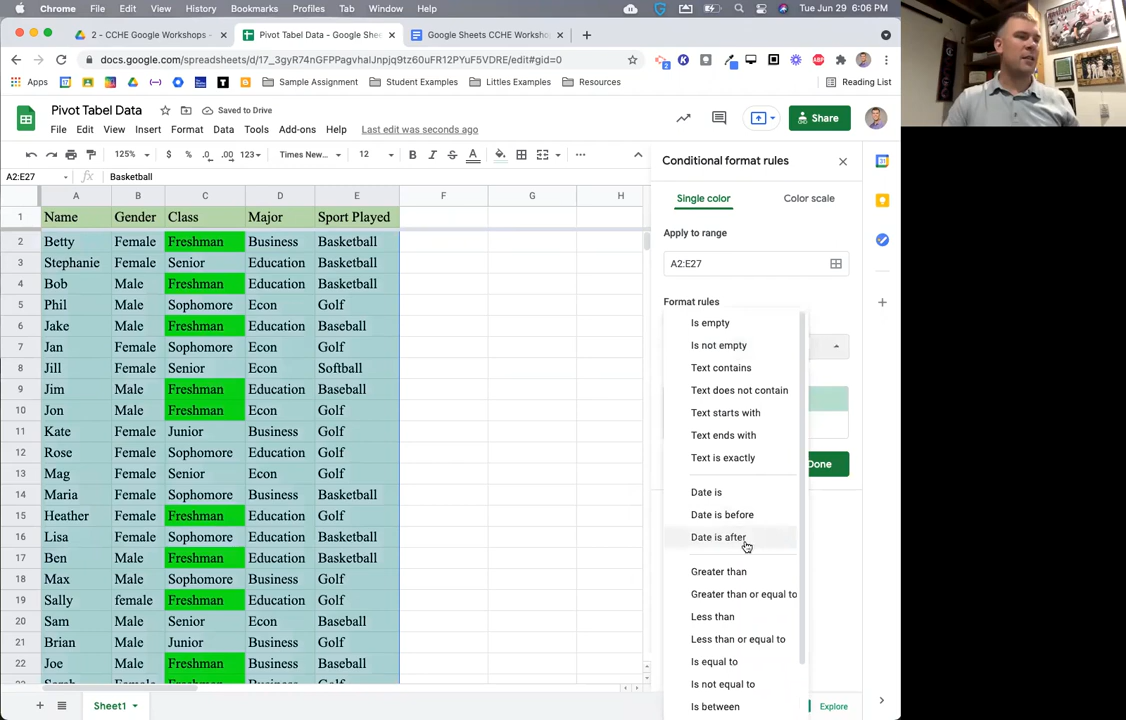 Chrome File Edit View History Bookmarks Profiles Tab Window Help Tue Jun 29 6:06 PM
2 - CCHE Google Workshops Pivot Tabel Data - Google She Google Sheets CCHE Workshop
docs.google.com/spreadsheets/d/17_3gyR74nGFPPagvhalJnpjq9tz60uFR12PYuF5VDRE/edit#gid=0
Apps Sample Assignment Student Examples Littles Examples Resources Reading List
Pivot Tabel Data Saved to Drive
File Edit View Insert Format Data Tools Add-ons Help Last edit was seconds ago
Share
125% $ % .0 .00 123 Times New... 12 B I S A
A2:E27 fx Basketball
A B C D E F G H
1 Name Gender Class Major Sport Played
2 Betty Female Freshman Business Basketball
3 Stephanie Female Senior Education Basketball
4 Bob Male Freshman Education Basketball
5 Phil Male Sophomore Econ Golf
6 Jake Male Freshman Education Baseball
7 Jan Female Sophomore Econ Golf
8 Jill Female Senior Econ Softball
9 Jim Male Freshman Education Baseball
10 Jon Male Freshman Econ Golf
11 Kate Female Junior Business Golf
12 Rose Female Sophomore Education Golf
13 Mag Female Senior Econ Golf
14 Maria Female Sophomore Business Basketball
15 Heather Female Freshman Education Basketball
16 Lisa Female Sophomore Education Basketball
17 Ben Male Freshman Education Basketball
18 Max Male Sophomore Business Golf
19 Sally female Freshman Education Golf
20 Sam Male Senior Econ Baseball
21 Brian Male Junior Business Golf
22 Joe Male Freshman Business Baseball
Sheet1
Conditional format rules
Single color Color scale
Apply to range
A2:E27
Format rules
Is empty
Is not empty
Text contains
Text does not contain
Text starts with
Text ends with
Text is exactly
Date is
Date is before
Date is after
Greater than
Greater than or equal to
Less than
Less than or equal to
Is equal to
Is not equal to
Is between
Done
Explore